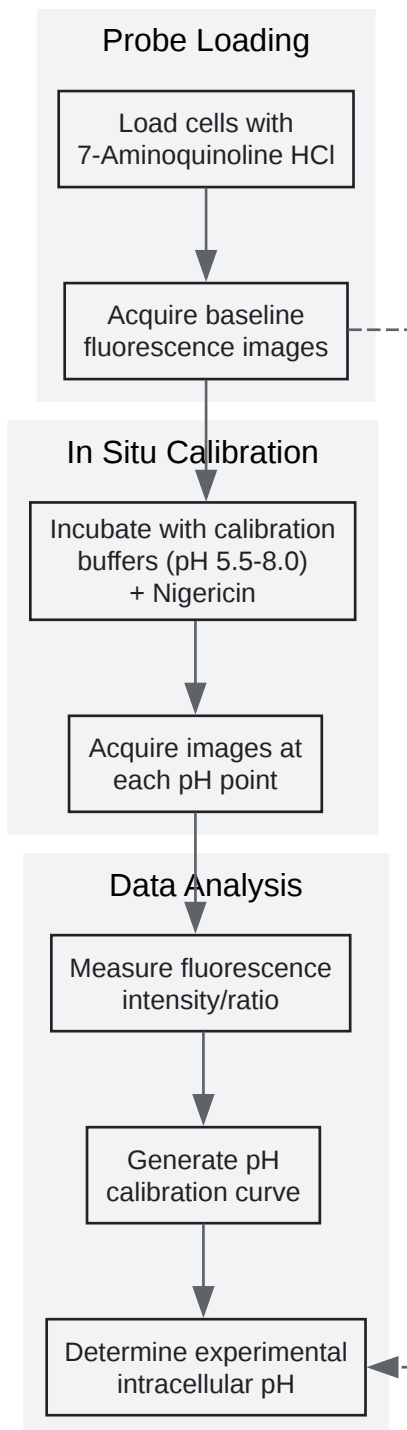 Probe Loading
Load cells with
7-Aminoquinoline HCl
Acquire baseline
fluorescence images
In Situ Calibration
Incubate with calibration
buffers (pH 5.5-8.0)
+ Nigericin
Acquire images at
each pH point
Data Analysis
Measure fluorescence
intensity/ratio
Generate pH
calibration curve
Determine experimental
intracellular pH